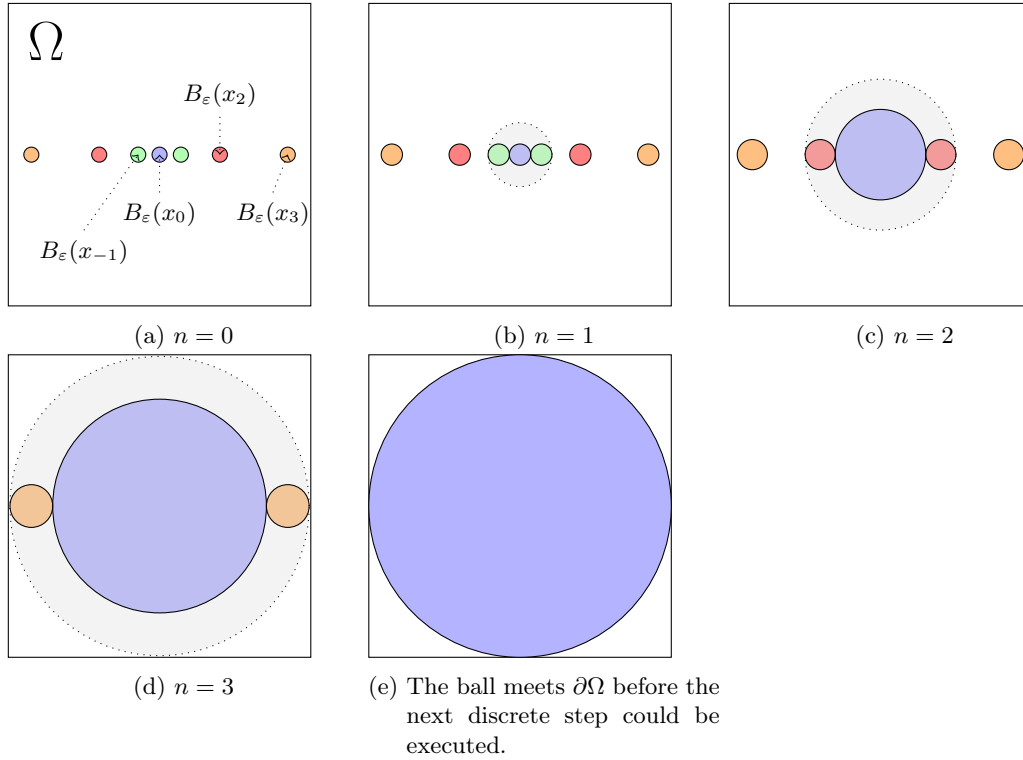 Ω
B_ε(x_2)
B_ε(x_0)
B_ε(x_3)
B_ε(x_{−1})
(a) n = 0
(b) n = 1
(c) n = 2
(d) n = 3
(e) The ball meets ∂Ω before the
next discrete step could be
executed.